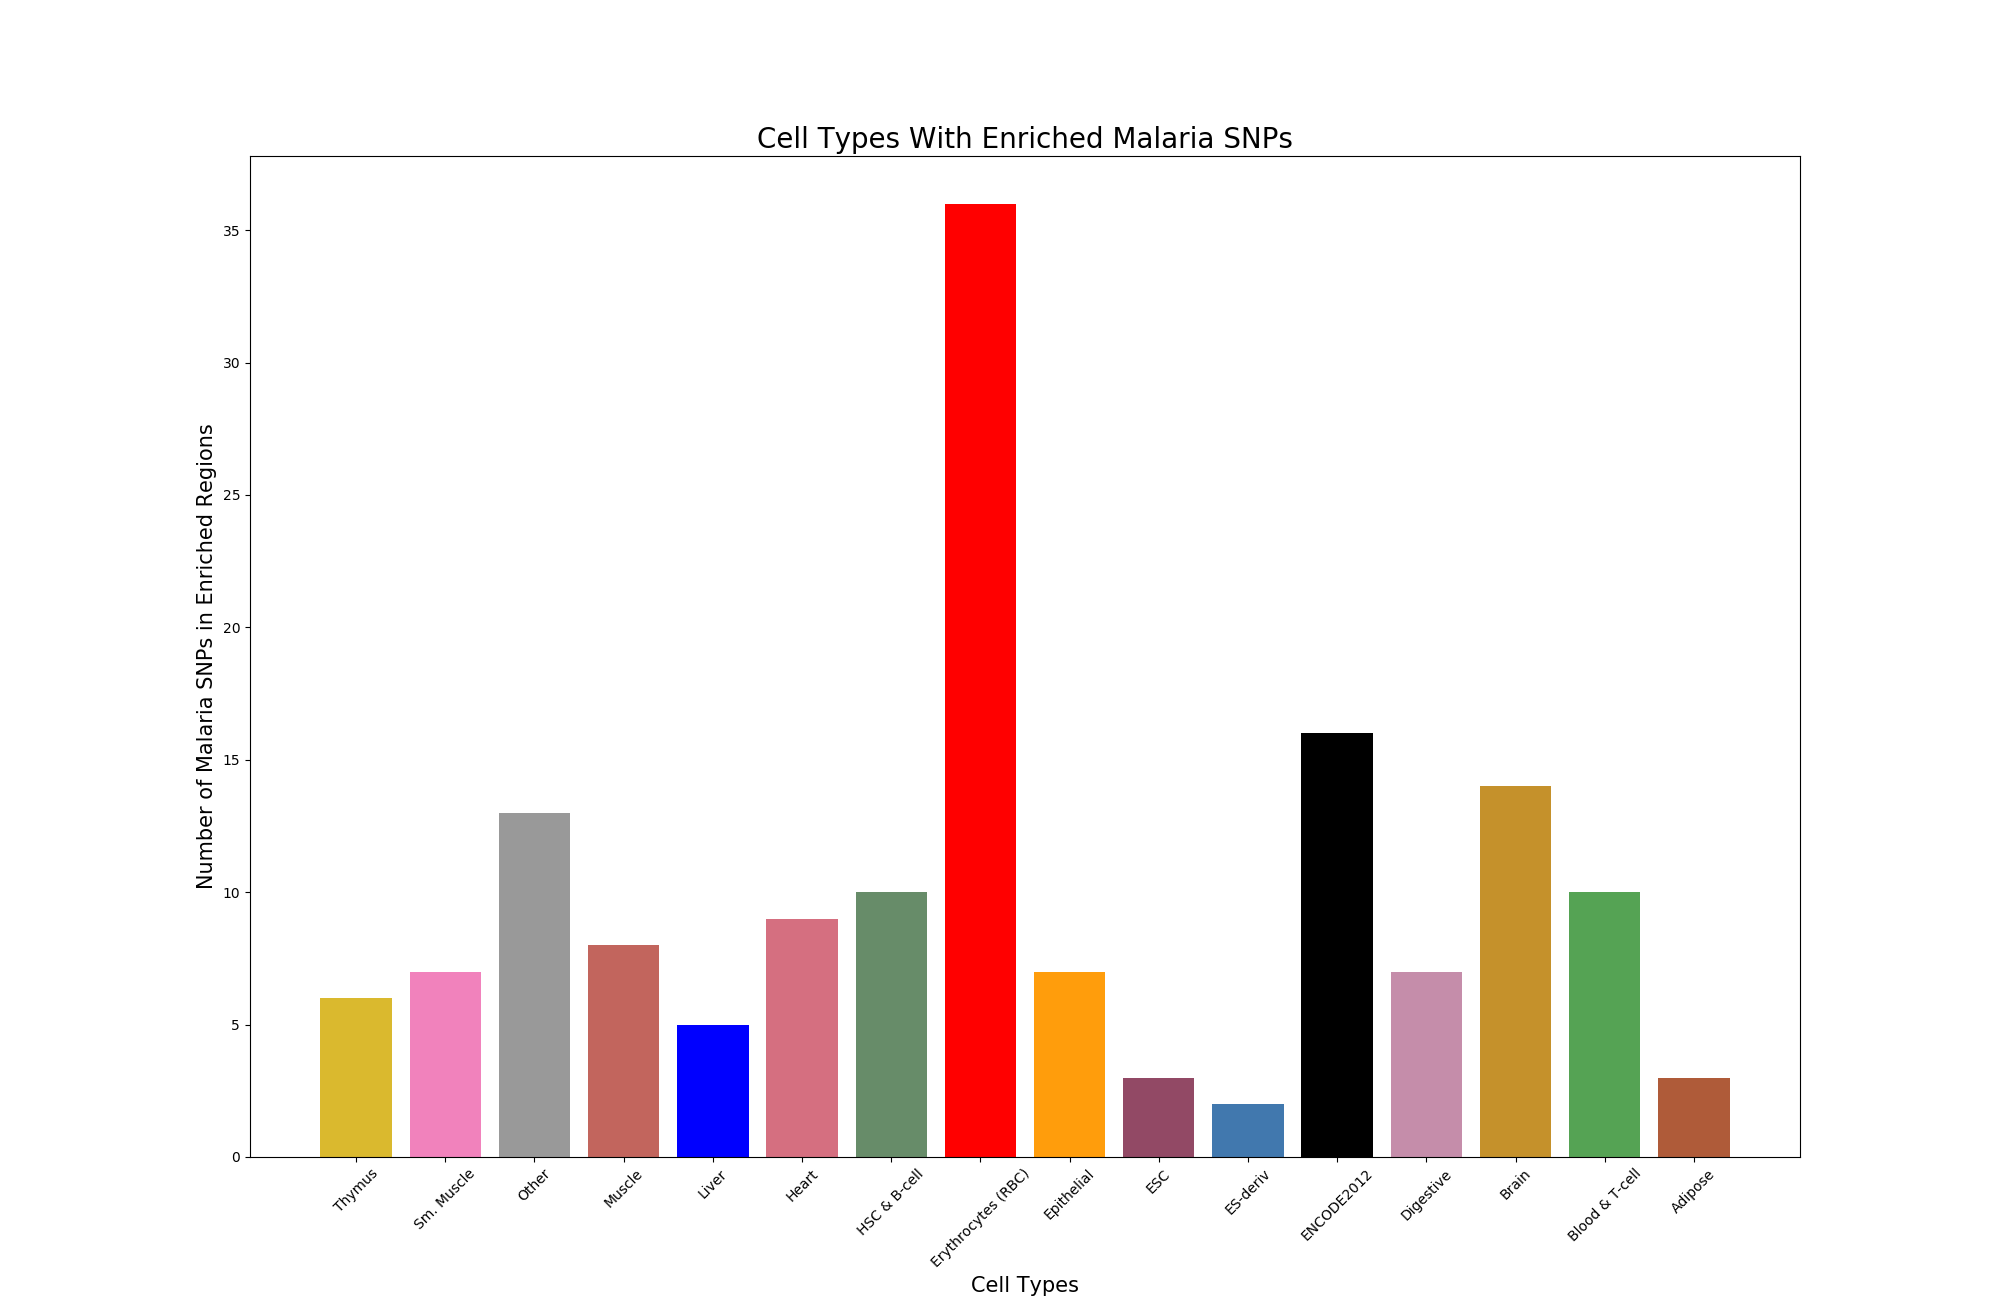 Cell Types With Enriched Malaria SNPs
Number of Malaria SNPs in Enriched Regions
35
30
25
20
15
10
5
0
Thymus
Sm. Muscle
Other
Muscle
Liver
Heart
HSC & B-cell
Erythrocytes (RBC)
Epithelial
ESC
ES-deriv
ENCODE2012
Digestive
Brain
Blood & T-cell
Adipose
Cell Types